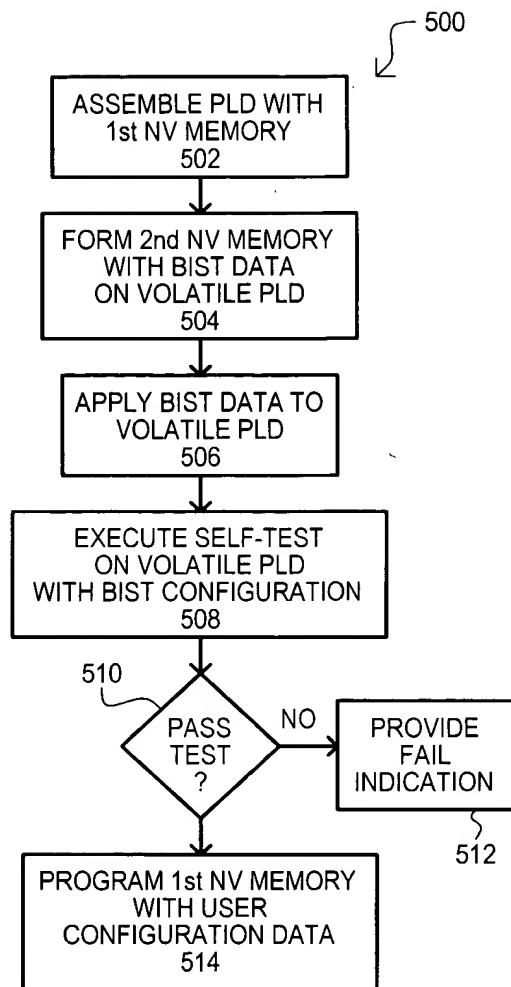 500
ASSEMBLE PLD WITH
1st NV MEMORY
502
FORM 2nd NV MEMORY
WITH BIST DATA
ON VOLATILE PLD
504
APPLY BIST DATA TO
VOLATILE PLD
506
EXECUTE SELF-TEST
ON VOLATILE PLD
WITH BIST CONFIGURATION
508
510
PASS
TEST
?
NO
PROVIDE
FAIL
INDICATION
512
PROGRAM 1st NV MEMORY
WITH USER
CONFIGURATION DATA
514